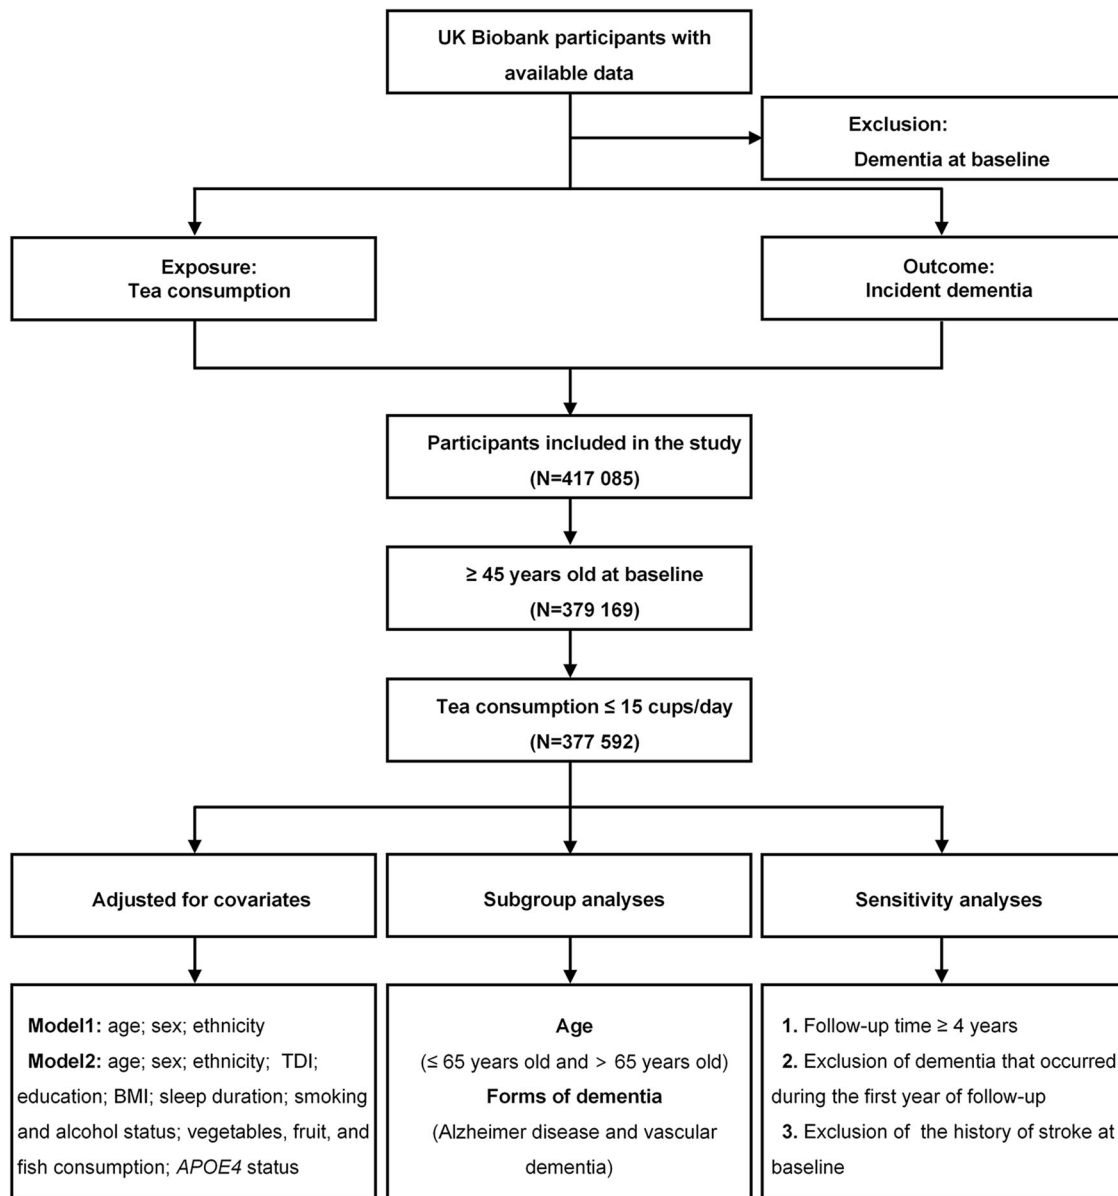 UK Biobank participants with
available data
Exclusion:
Dementia at baseline
Exposure:
Tea consumption
Outcome:
Incident dementia
Participants included in the study
(N=417 085)
≥ 45 years old at baseline
(N=379 169)
Tea consumption ≤ 15 cups/day
(N=377 592)
Adjusted for covariates
Subgroup analyses
Sensitivity analyses
Model1: age; sex; ethnicity
Model2: age; sex; ethnicity; TDI;
education; BMI; sleep duration; smoking
and alcohol status; vegetables, fruit, and
fish consumption; APOE4 status
Age
(≤ 65 years old and > 65 years old)
Forms of dementia
(Alzheimer disease and vascular
dementia)
1. Follow-up time ≥ 4 years
2. Exclusion of dementia that occurred
during the first year of follow-up
3. Exclusion of the history of stroke at
baseline